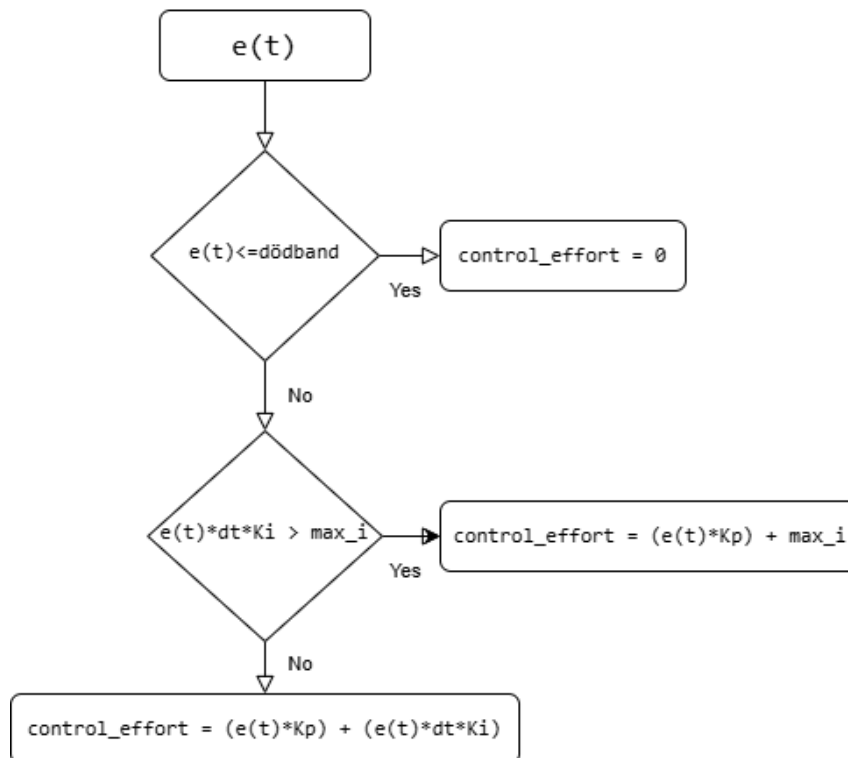 e(t)
e(t)<=dödband
control_effort = 0
Yes
No
e(t)*dt*Ki > max_i
control_effort = (e(t)*Kp) + max_i
Yes
No
control_effort = (e(t)*Kp) + (e(t)*dt*Ki)